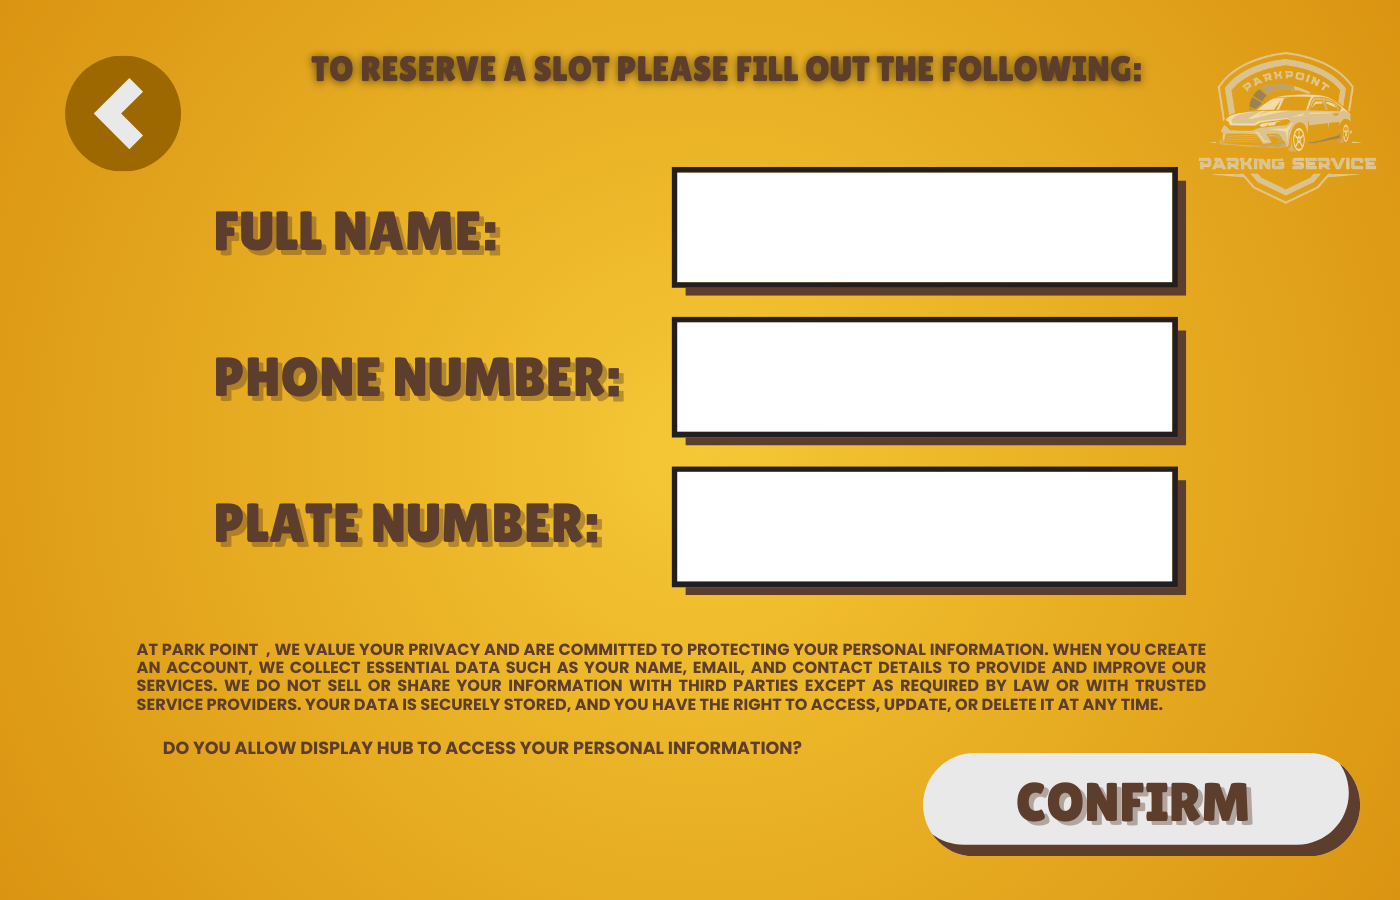 TO RESERVE A SLOT PLEASE FILL OUT THE FOLLOWING:
PARKPOINT
PARKING SERVICE
FULL NAME:
PHONE NUMBER:
PLATE NUMBER:
AT PARK POINT , WE VALUE YOUR PRIVACY AND ARE COMMITTED TO PROTECTING YOUR PERSONAL INFORMATION. WHEN YOU CREATE
AN ACCOUNT, WE COLLECT ESSENTIAL DATA SUCH AS YOUR NAME, EMAIL, AND CONTACT DETAILS TO PROVIDE AND IMPROVE OUR
SERVICES. WE DO NOT SELL OR SHARE YOUR INFORMATION WITH THIRD PARTIES EXCEPT AS REQUIRED BY LAW OR WITH TRUSTED
SERVICE PROVIDERS. YOUR DATA IS SECURELY STORED, AND YOU HAVE THE RIGHT TO ACCESS, UPDATE, OR DELETE IT AT ANY TIME.
DO YOU ALLOW DISPLAY HUB TO ACCESS YOUR PERSONAL INFORMATION?
CONFIRM